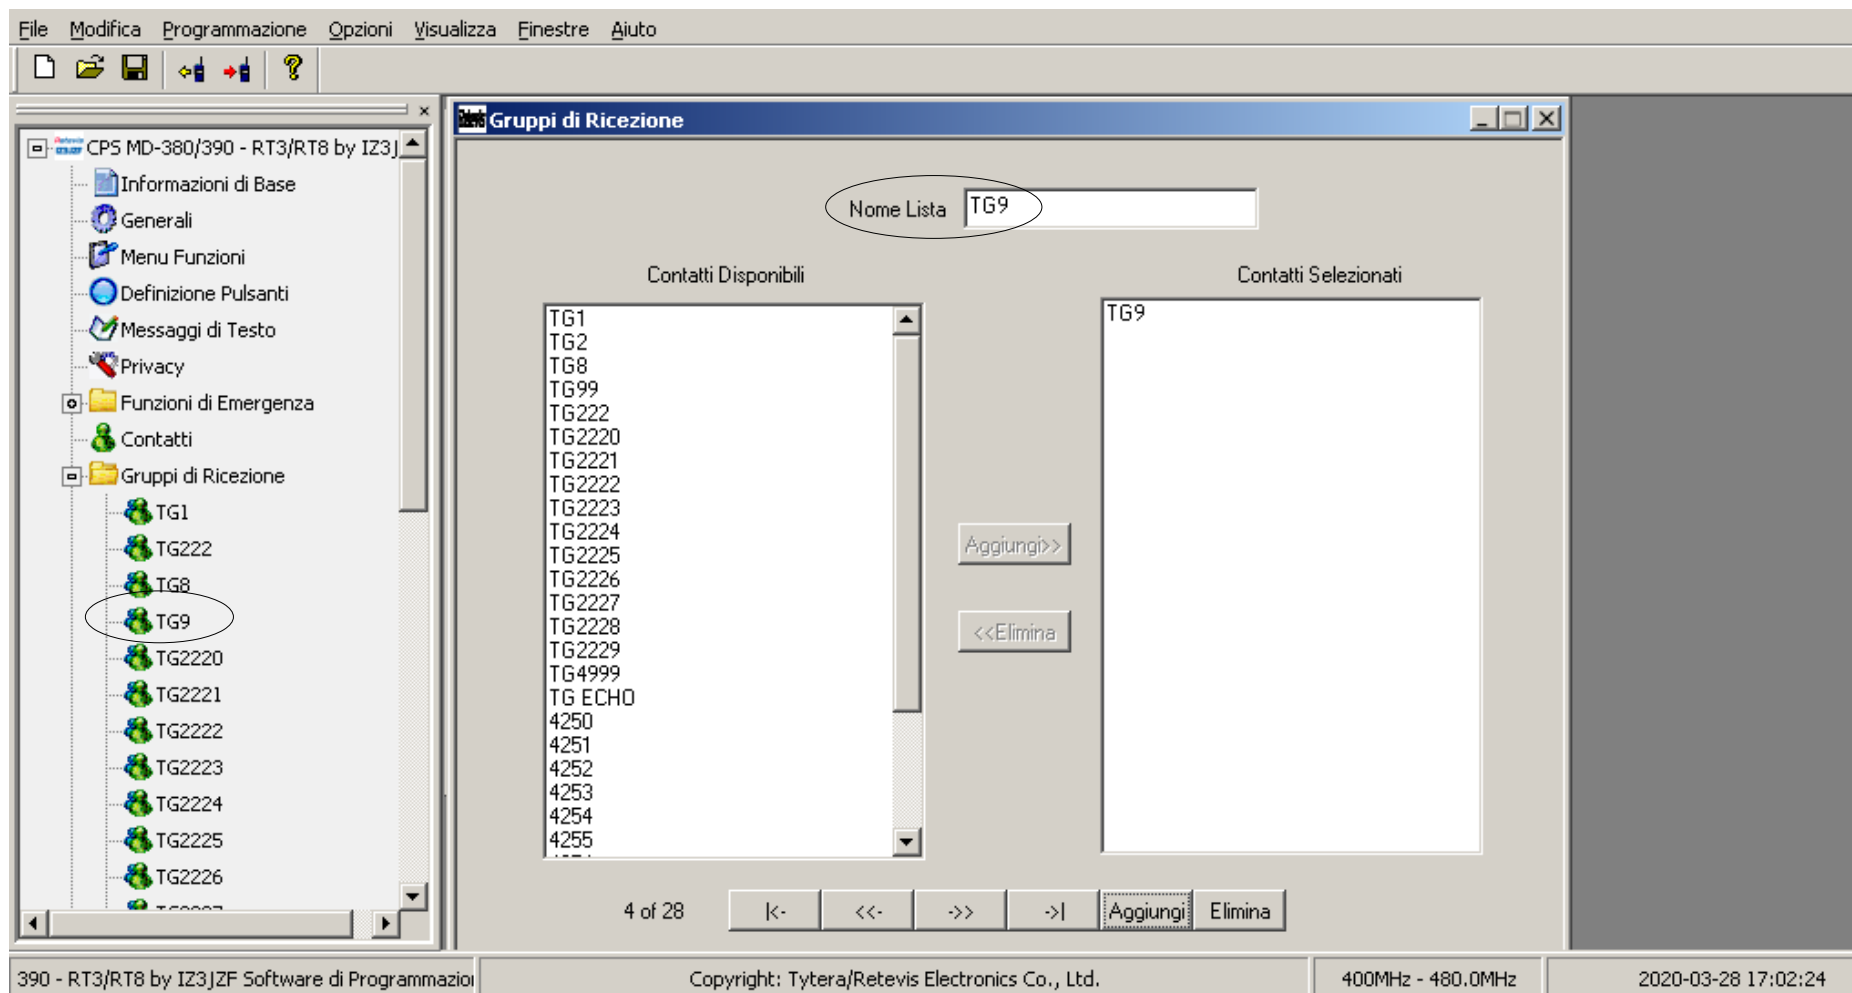 File Modifica Programmazione Opzioni Visualizza Finestre Aiuto
CPS MD-380/390 - RT3/RT8 by IZ3J
Informazioni di Base
Generali
Menu Funzioni
Definizione Pulsanti
Messaggi di Testo
Privacy
Funzioni di Emergenza
Contatti
Gruppi di Ricezione
TG1
TG222
TG8
TG9
TG2220
TG2221
TG2222
TG2223
TG2224
TG2225
TG2226
Gruppi di Ricezione
Nome Lista TG9
Contatti Disponibili
TG1
TG2
TG8
TG99
TG222
TG2220
TG2221
TG2222
TG2223
TG2224
TG2225
TG2226
TG2227
TG2228
TG2229
TG4999
TG ECHO
4250
4251
4252
4253
4254
4255
Aggiungi>>
<<Elimina
Contatti Selezionati
TG9
4 of 28 |<- <<- ->> ->| Aggiungi Elimina
390 - RT3/RT8 by IZ3JZF Software di Programmazio
Copyright: Tytera/Retevis Electronics Co., Ltd.
400MHz - 480.0MHz
2020-03-28 17:02:24